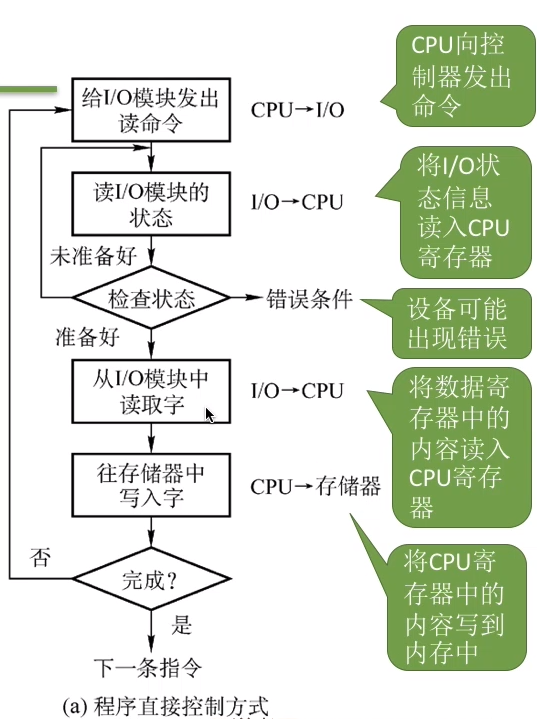 给I/O模块发出
读命令
CPU→I/O
CPU向控
制器发出
命令
读I/O模块的
状态
I/O→CPU
将I/O状
态信息
读入CPU
寄存器
未准备好
检查状态
错误条件
设备可能
出现错误
准备好
从I/O模块中
读取字
I/O→CPU
将数据寄
存器中的
内容读入
CPU寄存
器
往存储器中
写入字
CPU→存储器
将CPU寄
存器中的
内容写到
内存中
否
完成?
是
下一条指令
(a) 程序直接控制方式